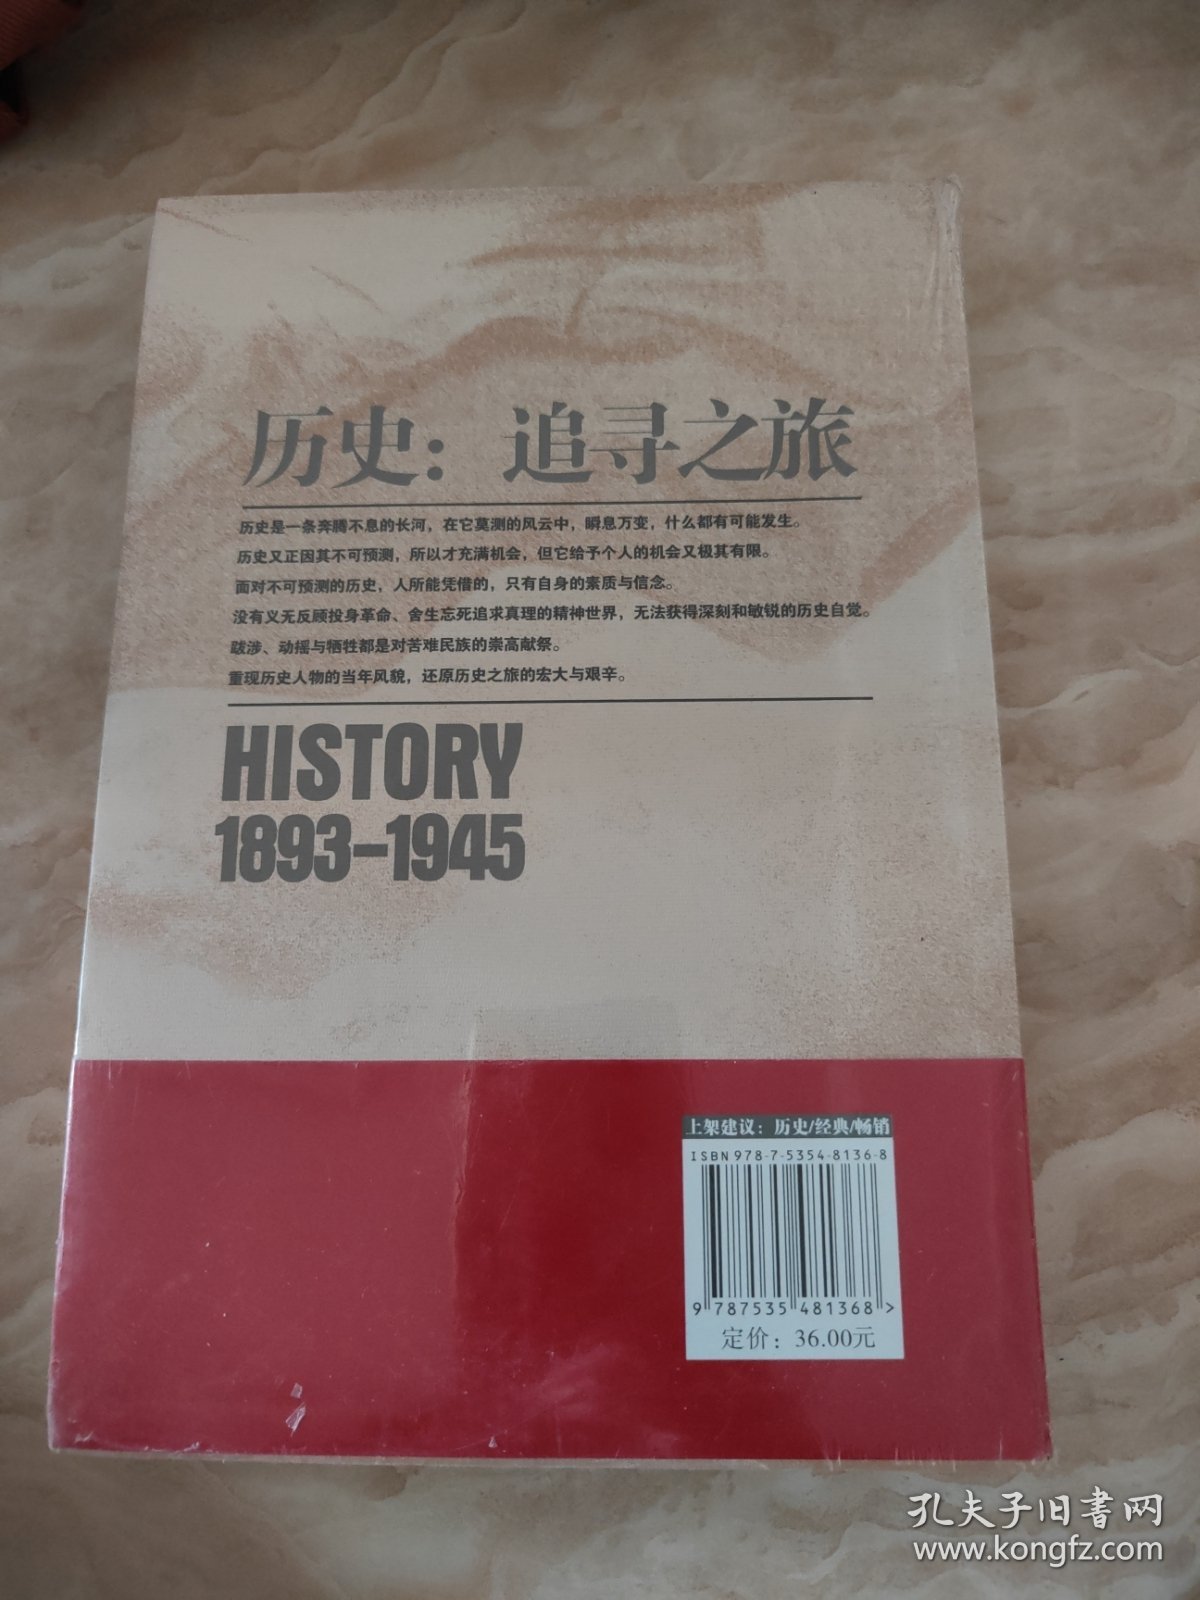 历史：追寻之旅
历史是一条奔腾不息的长河，在它莫测的风云中，瞬息万变，什么都有可能发生。
历史又正因其不可预测，所以才充满机会，但它给予个人的机会又极其有限。
面对不可预测的历史，人所能凭借的，只有自身的素质与信念。
没有义无反顾投身革命、舍生忘死追求真理的精神世界，无法获得深刻和敏锐的历史自觉。
跋涉、动摇与牺牲都是对苦难民族的崇高献祭。
重现历史人物的当年风貌，还原历史之旅的宏大与艰辛。
HISTORY
1893-1945
上架建议：历史/经典/畅销
ISBN 978-7-5354-8136-8
9 787535 481368 >
定价：36.00元
孔夫子旧书网
www.kongfz.com